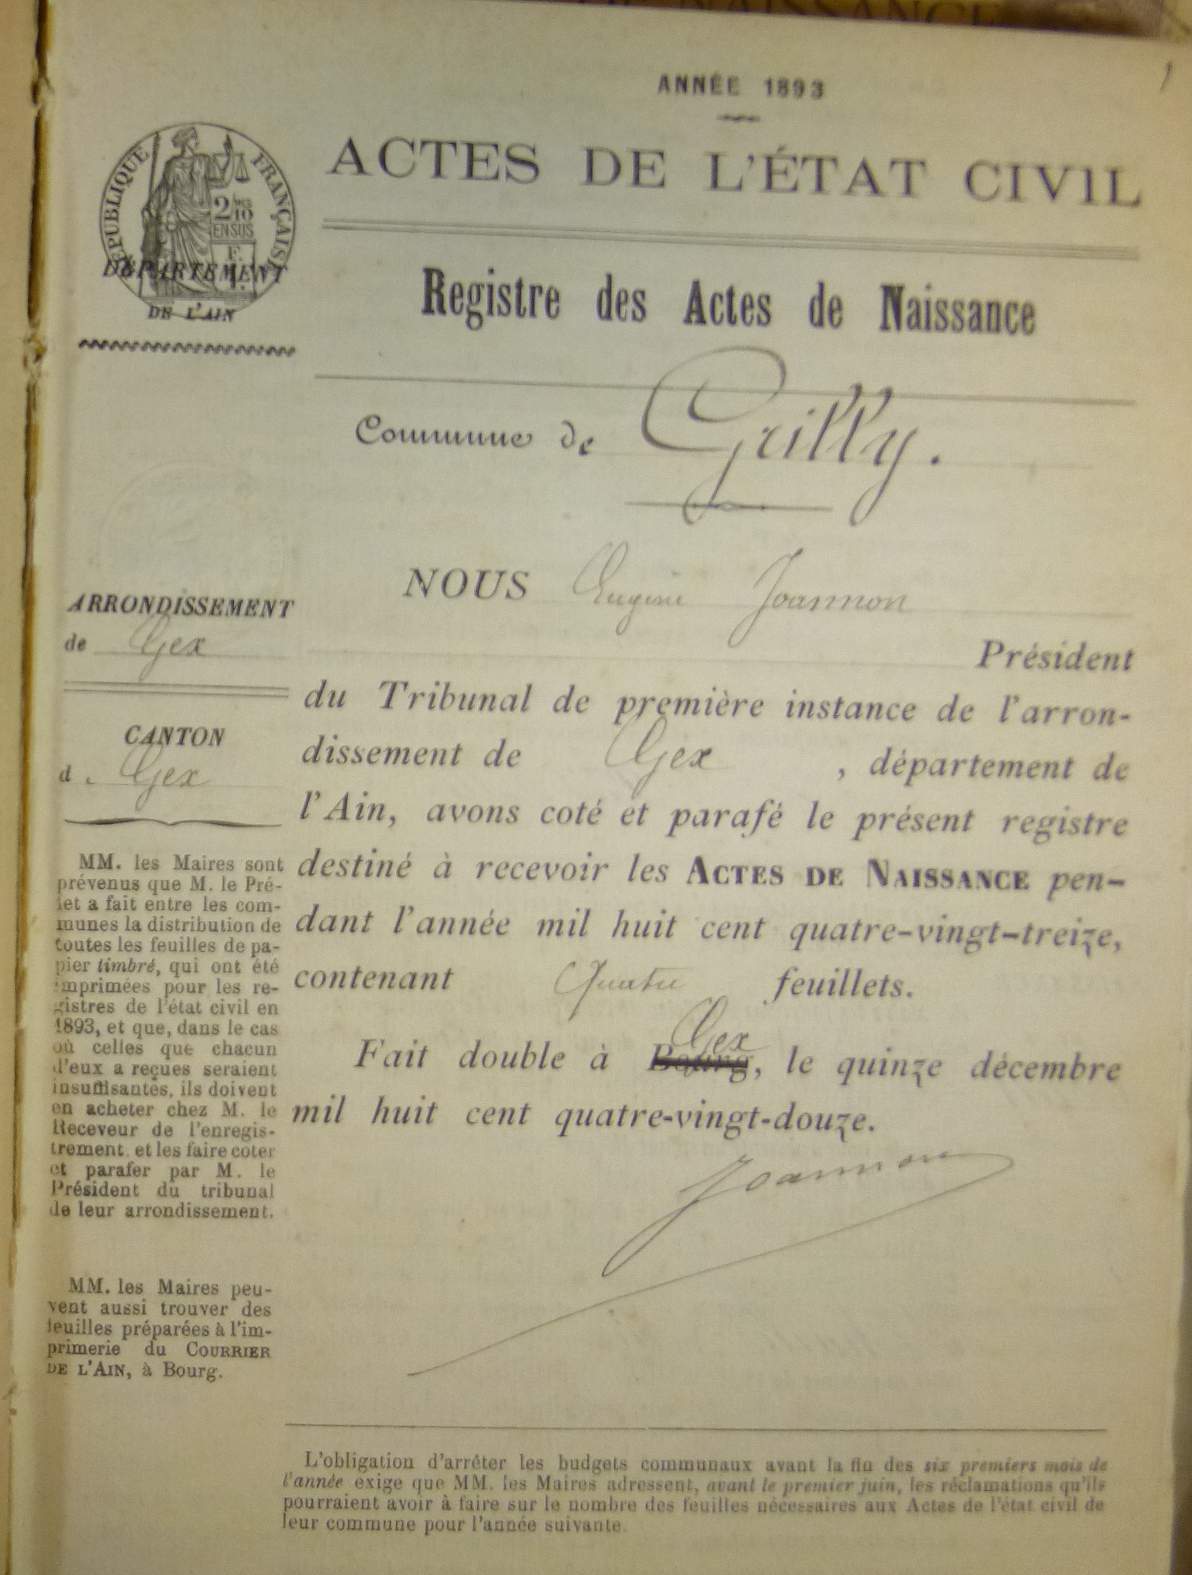 1
ANNÉE 1893
ACTES DE L'ÉTAT CIVIL
RÉPUBLIQUE FRANÇAISE
2/10
EN SUS
DÉPARTEMENT
DE L'AIN
Registre des Actes de Naissance
Commune de Grilly.
ARRONDISSEMENT
de Gex
CANTON
d. Gex
MM. les Maires sont
prévenus que M. le Pré-
fet a fait entre les com-
munes la distribution de
toutes les feuilles de pa-
pier timbré, qui ont été
imprimées pour les re-
gistres de l'état civil en
1893, et que, dans le cas
où celles que chacun
d'eux a reçues seraient
insuffisantes, ils doivent
en acheter chez M. le
Receveur de l'enregis-
trement, et les faire coter
et parafer par M. le
Président du tribunal
de leur arrondissement.
MM. les Maires peu-
vent aussi trouver des
feuilles préparées à l'im-
primerie du COURRIER
DE L'AIN, à Bourg.
NOUS Eugène Joannon
Président
du Tribunal de première instance de l'arron-
dissement de Gex, département de
l'Ain, avons coté et parafé le présent registre
destiné à recevoir les ACTES DE NAISSANCE pen-
dant l'année mil huit cent quatre-vingt-treize,
contenant Quatre feuillets.
Gex
Fait double à Bourg, le quinze décembre
mil huit cent quatre-vingt-douze.
Joannon
L'obligation d'arrêter les budgets communaux avant la fin des six premiers mois de
l'année exige que MM. les Maires adressent, avant le premier juin, les réclamations qu'ils
pourraient avoir à faire sur le nombre des feuilles nécessaires aux Actes de l'état civil de
leur commune pour l'année suivante.